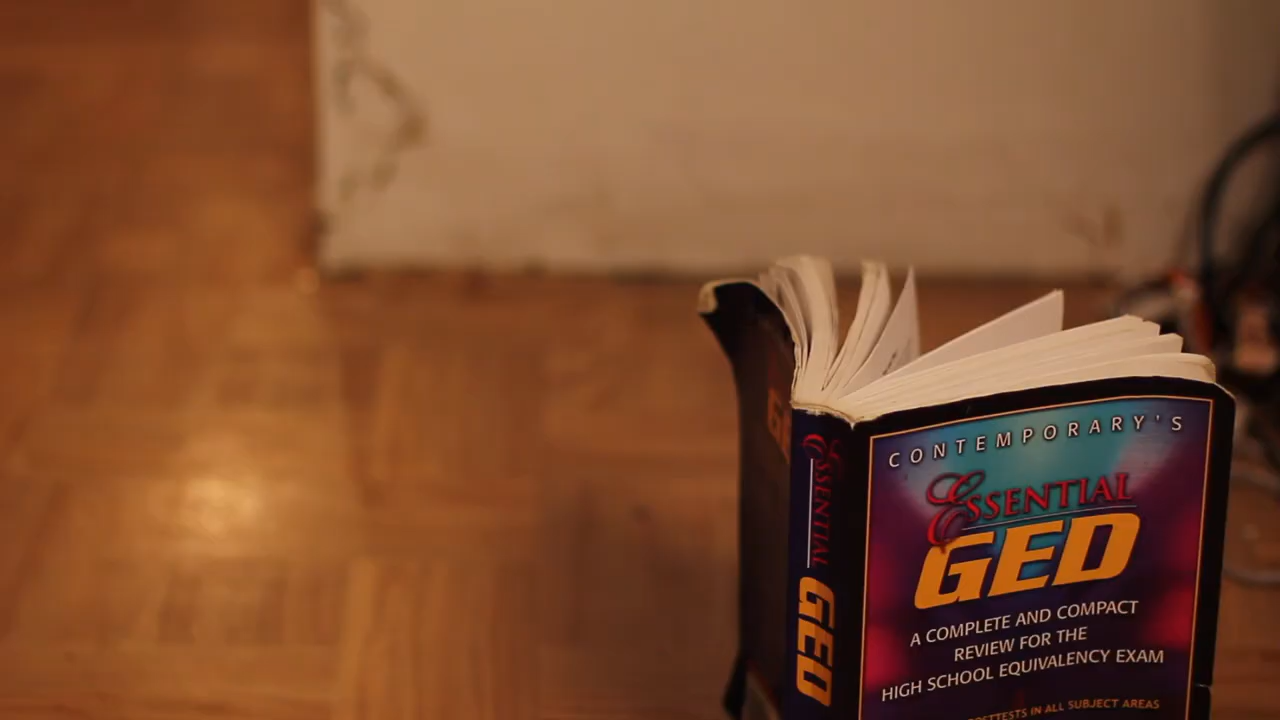 CONTEMPORARY'S
ESSENTIAL
GED
A COMPLETE AND COMPACT
REVIEW FOR THE
HIGH SCHOOL EQUIVALENCY EXAM
IN ALL SUBJECT AREAS
ESSENTIAL GED